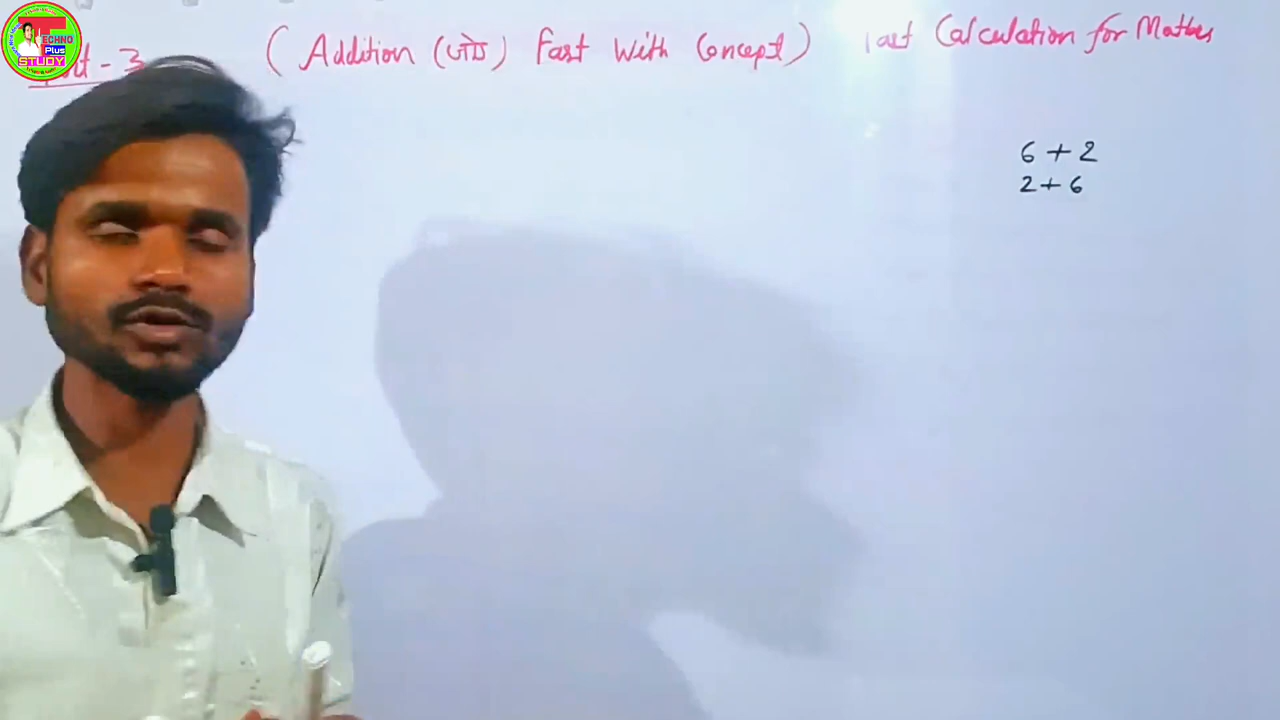 Part - 3 (Addition (जोड़) Fast With Concept) Fast Calculation for Maths
6 + 2
2 + 6
TECHNO
Plus
STUDY